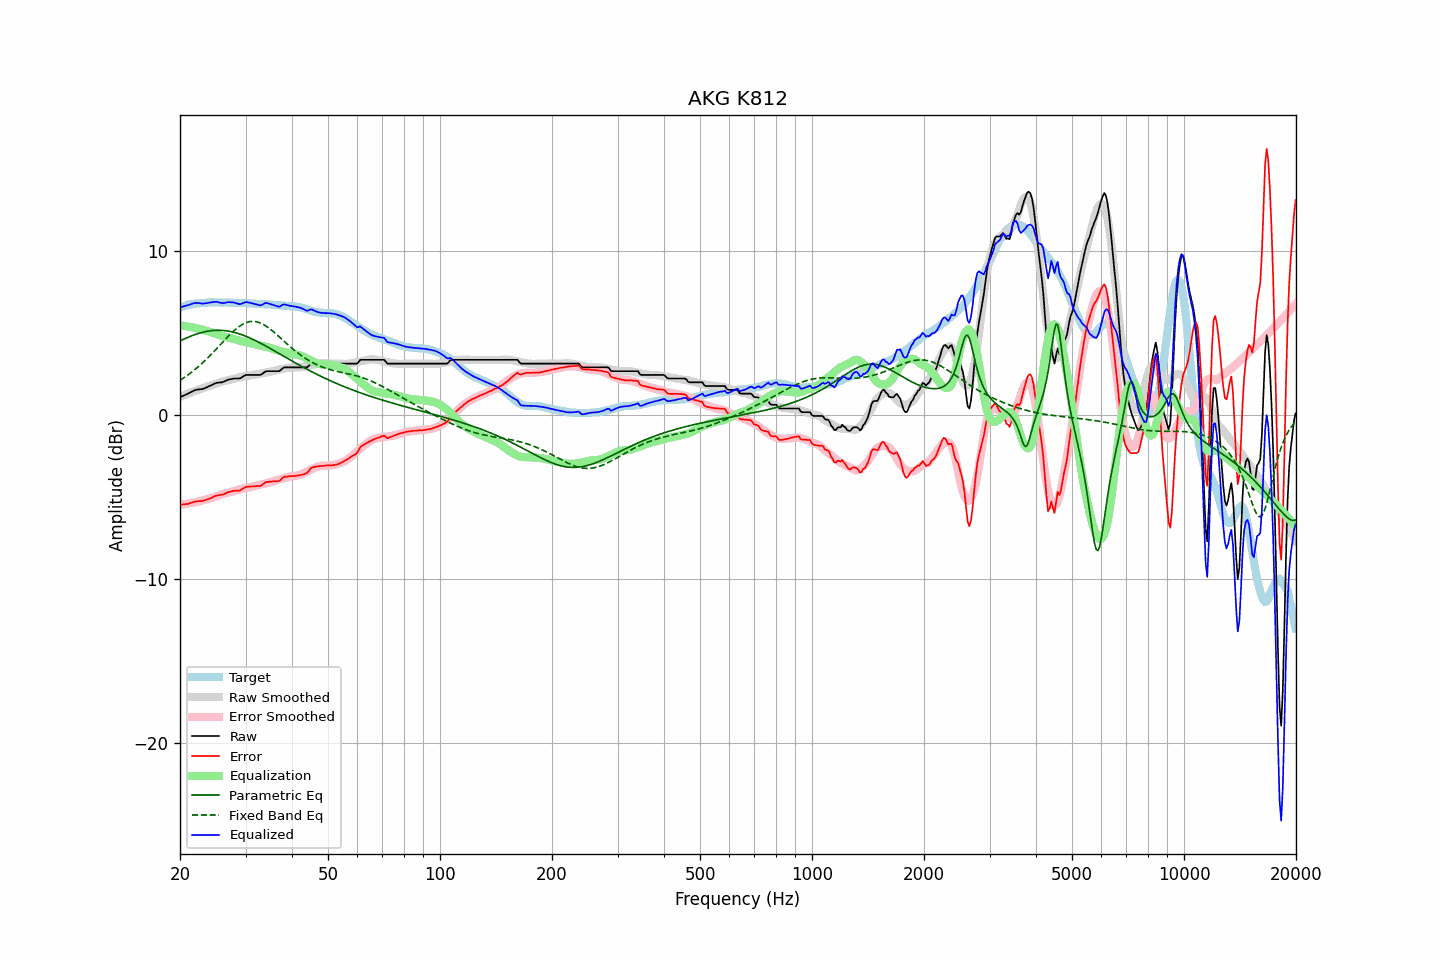 AKG K812
Amplitude (dBr)
10
0
−10
−20
Target
Raw Smoothed
Error Smoothed
Raw
Error
Equalization
Parametric Eq
Fixed Band Eq
Equalized
20 50 100 200 500 1000 2000 5000 10000 20000
Frequency (Hz)